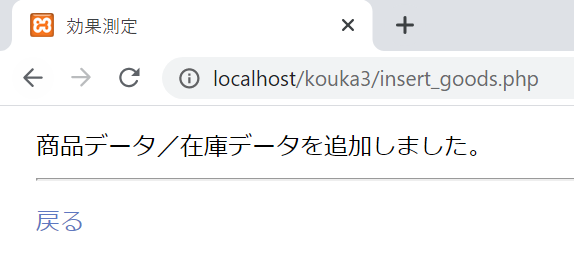 効果測定
localhost/kouka3/insert_goods.php
商品データ／在庫データを追加しました。
戻る